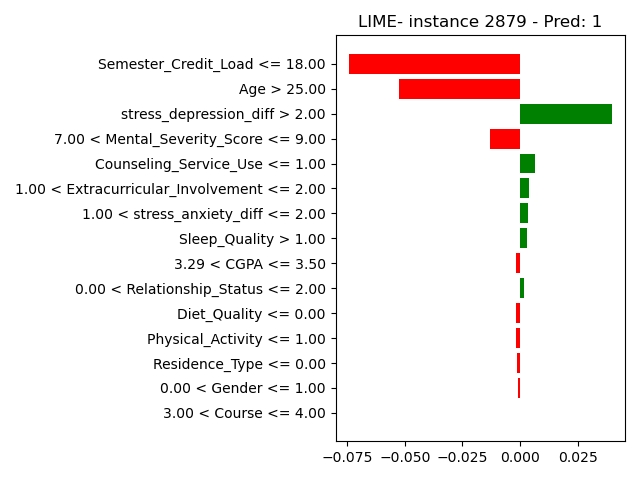 LIME- instance 2879 - Pred: 1
Semester_Credit_Load <= 18.00
Age > 25.00
stress_depression_diff > 2.00
7.00 < Mental_Severity_Score <= 9.00
Counseling_Service_Use <= 1.00
1.00 < Extracurricular_Involvement <= 2.00
1.00 < stress_anxiety_diff <= 2.00
Sleep_Quality > 1.00
3.29 < CGPA <= 3.50
0.00 < Relationship_Status <= 2.00
Diet_Quality <= 0.00
Physical_Activity <= 1.00
Residence_Type <= 0.00
0.00 < Gender <= 1.00
3.00 < Course <= 4.00
−0.075 −0.050 −0.025 0.000 0.025